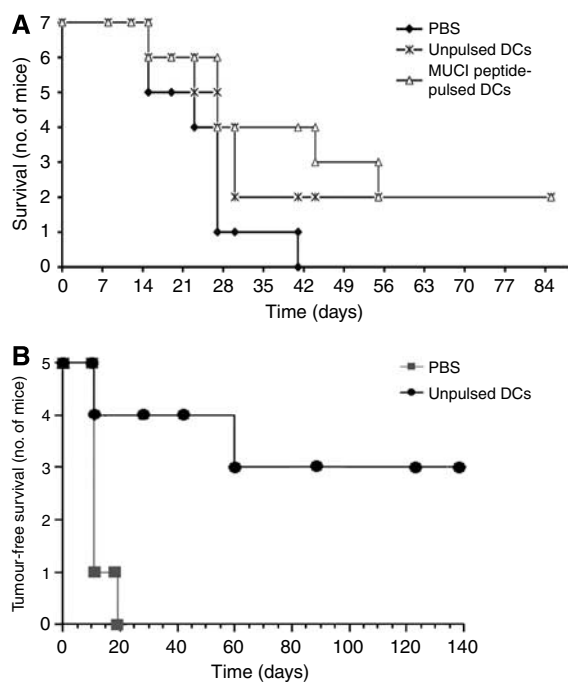 A
PBS
Unpulsed DCs
MUCI peptide-
pulsed DCs
Survival (no. of mice)
7
6
5
4
3
2
1
0
0 7 14 21 28 35 42 49 56 63 70 77 84
Time (days)
B
PBS
Unpulsed DCs
Tumour-free survival (no. of mice)
5
4
3
2
1
0
0 20 40 60 80 100 120 140
Time (days)